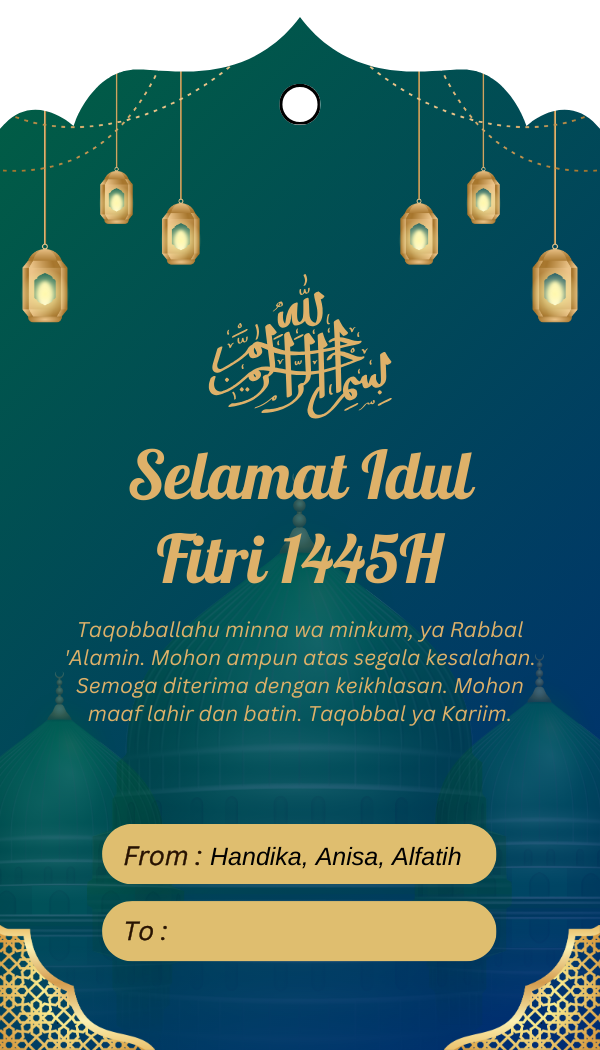 بسم الله الرحمن الرحيم
Selamat Idul
Fitri 1445H
Taqobballahu minna wa minkum, ya Rabbal
'Alamin. Mohon ampun atas segala kesalahan.
Semoga diterima dengan keikhlasan. Mohon
maaf lahir dan batin. Taqobbal ya Kariim.
From : Handika, Anisa, Alfatih
To :